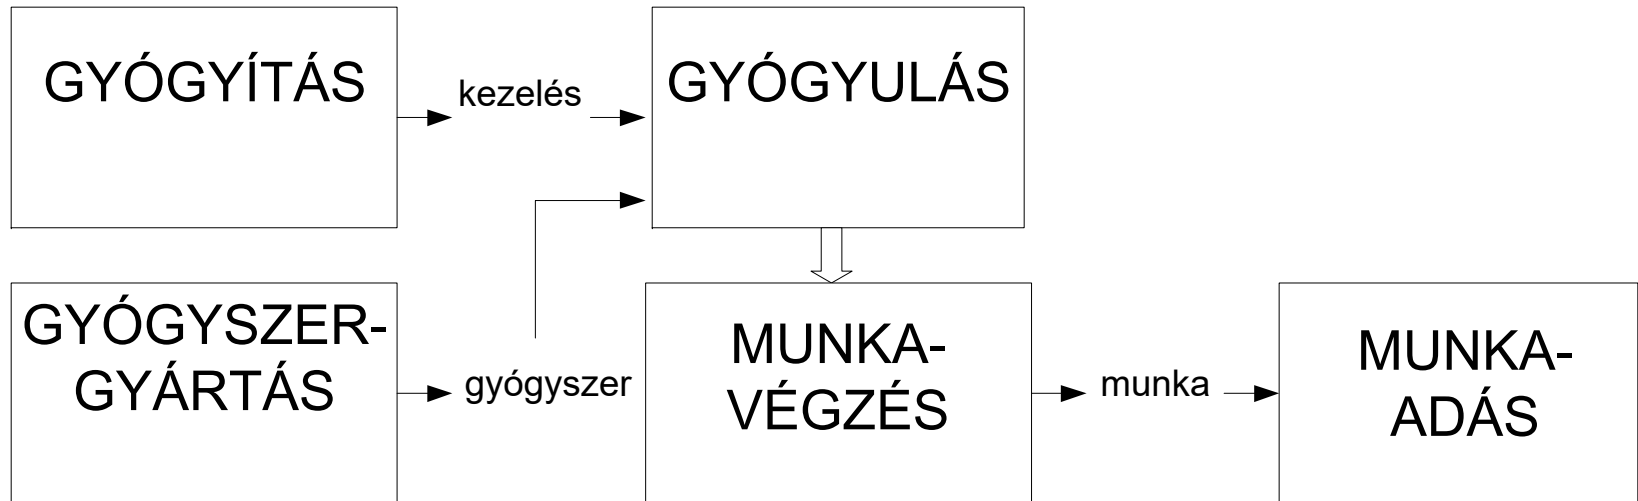 GYÓGYÍTÁS
kezelés
GYÓGYULÁS
GYÓGYSZER-
GYÁRTÁS
gyógyszer
MUNKA-
VÉGZÉS
munka
MUNKA-
ADÁS